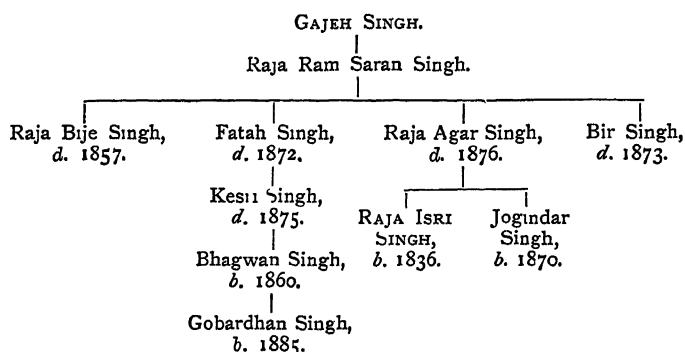 GAJEH SINGH.
Raja Ram Saran Singh.
Raja Bije Singh, Fatah Singh, Raja Agar Singh, Bir Singh,
d. 1857. d. 1872. d. 1876. d. 1873.
Singh, RAJA ISRI Jogindar
d. 1875. SINGH, Singh,
Bhagwan Singh, b. 1836. b. 1870.
b. 1860.
Gobardhan Singh,
b. 1885.